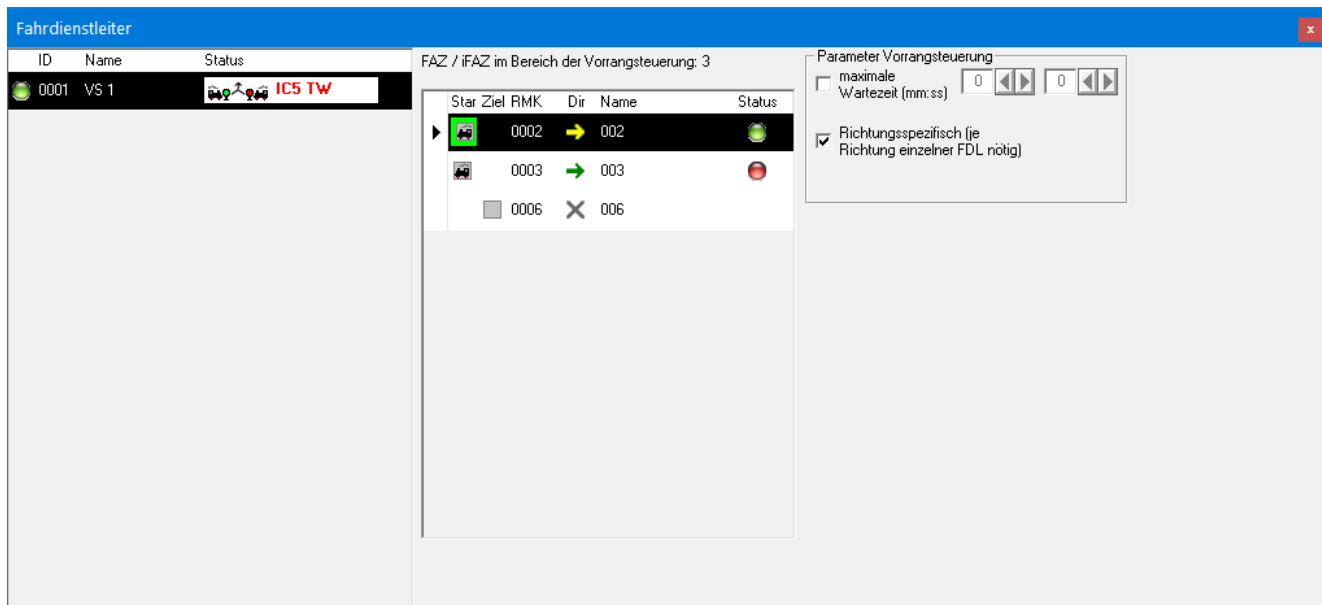 Fahrdienstleiter
x
ID Name Status
0001 VS 1 IC5 TW
FAZ / iFAZ im Bereich der Vorrangsteuerung: 3
Star Ziel RMK Dir Name Status
0002 002
0003 003
0006 006
Parameter Vorrangsteuerung
maximale
Wartezeit (mm:ss) 0 0
Richtungsspezifisch (je
Richtung einzelner FDL nötig)